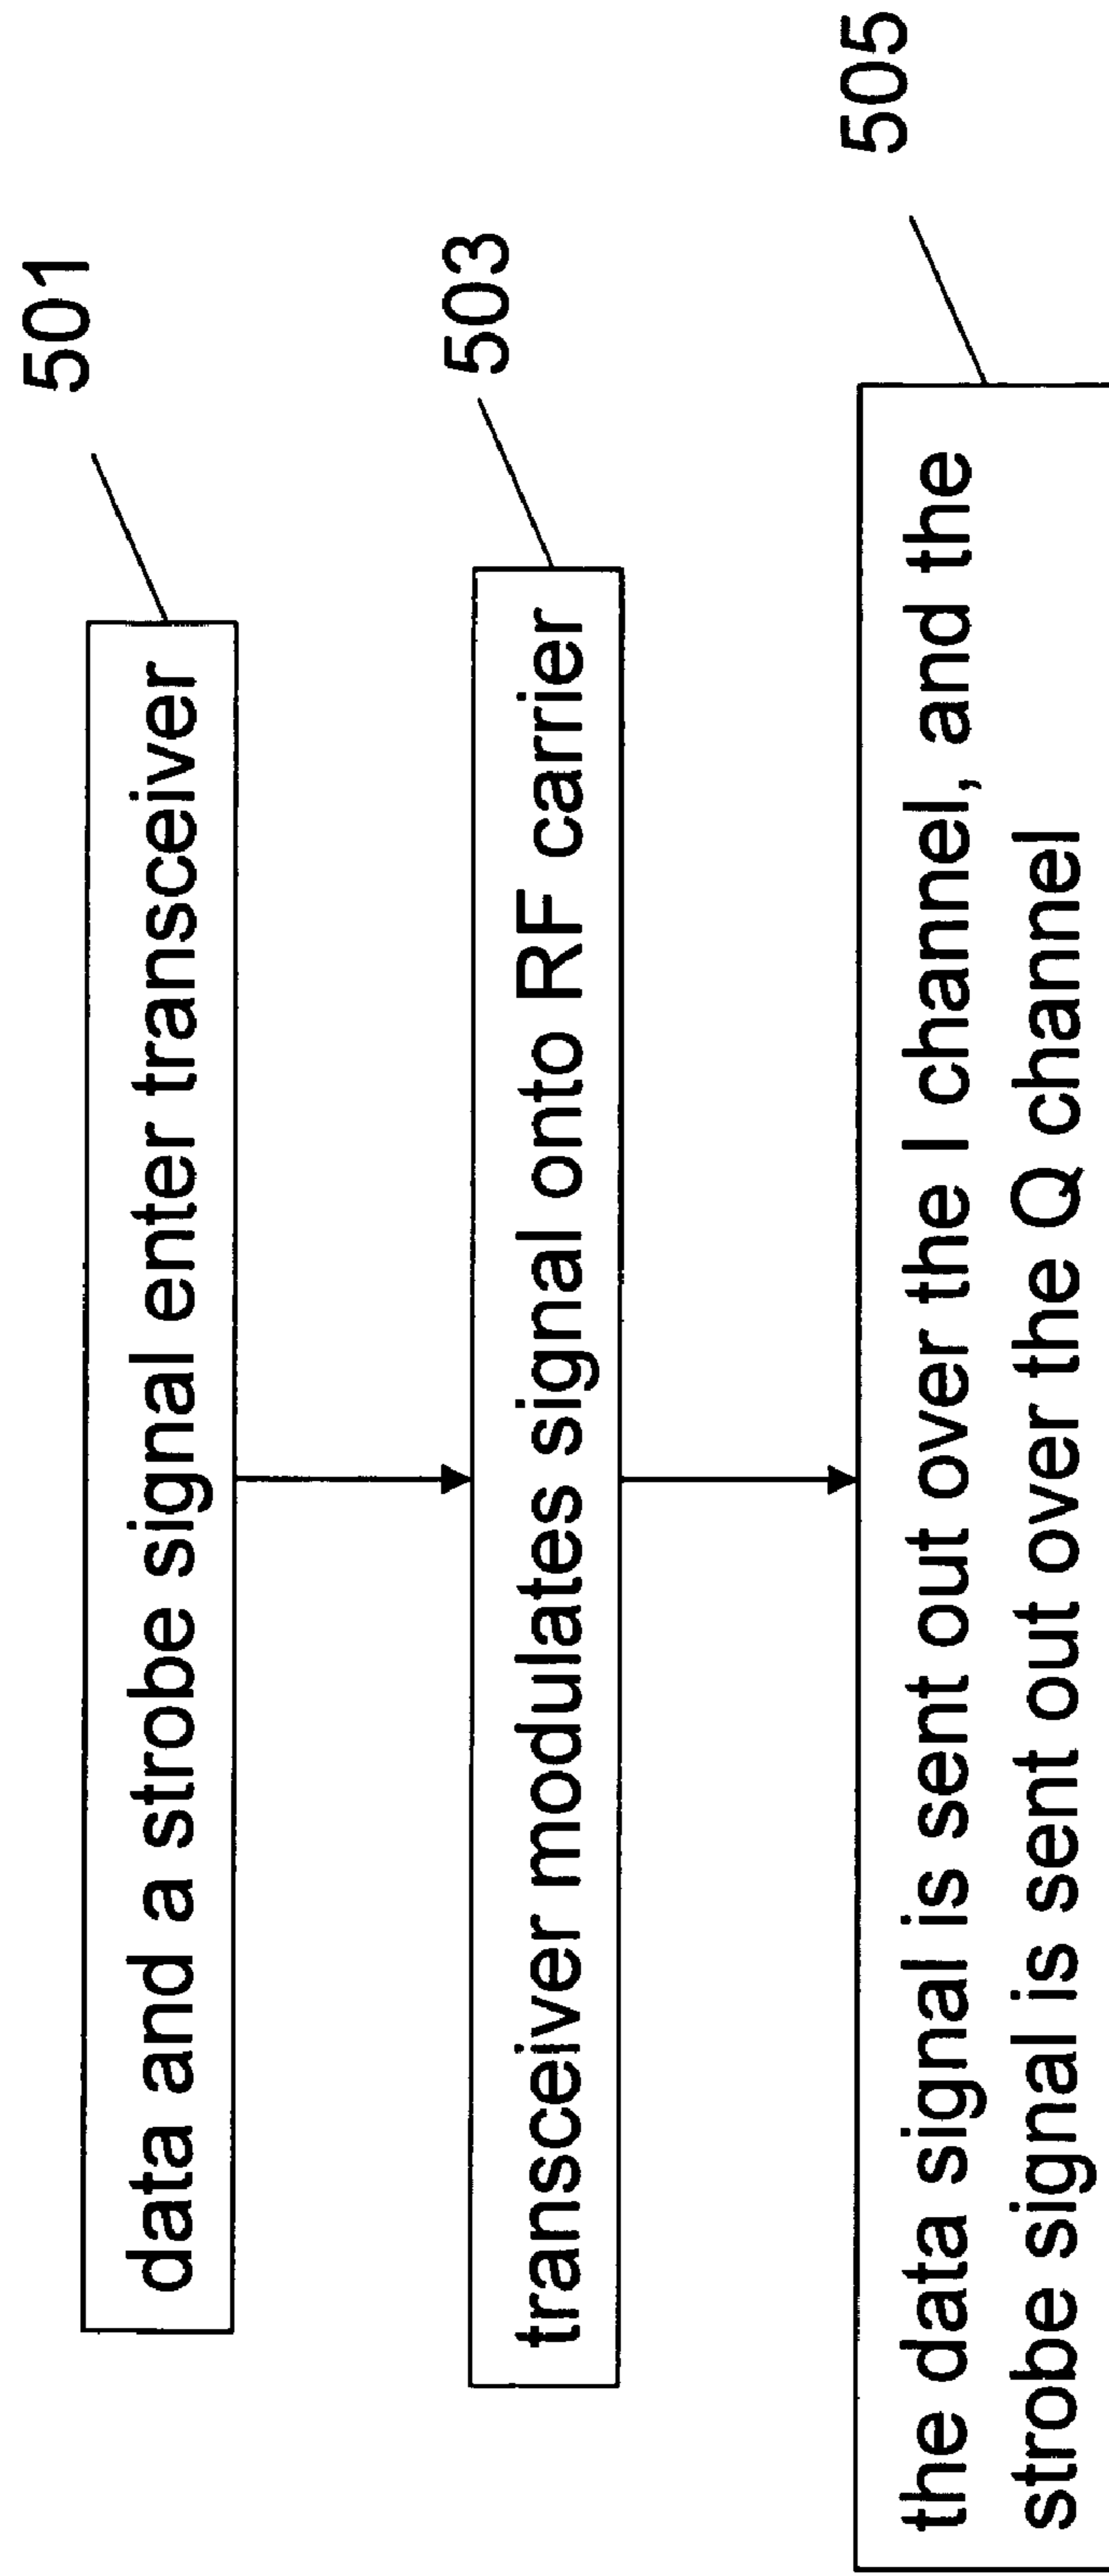 501
data and a strobe signal enter transceiver
503
transceiver modulates signal onto RF carrier
505
the data signal is sent out over the I channel, and the
strobe signal is sent out over the Q channel